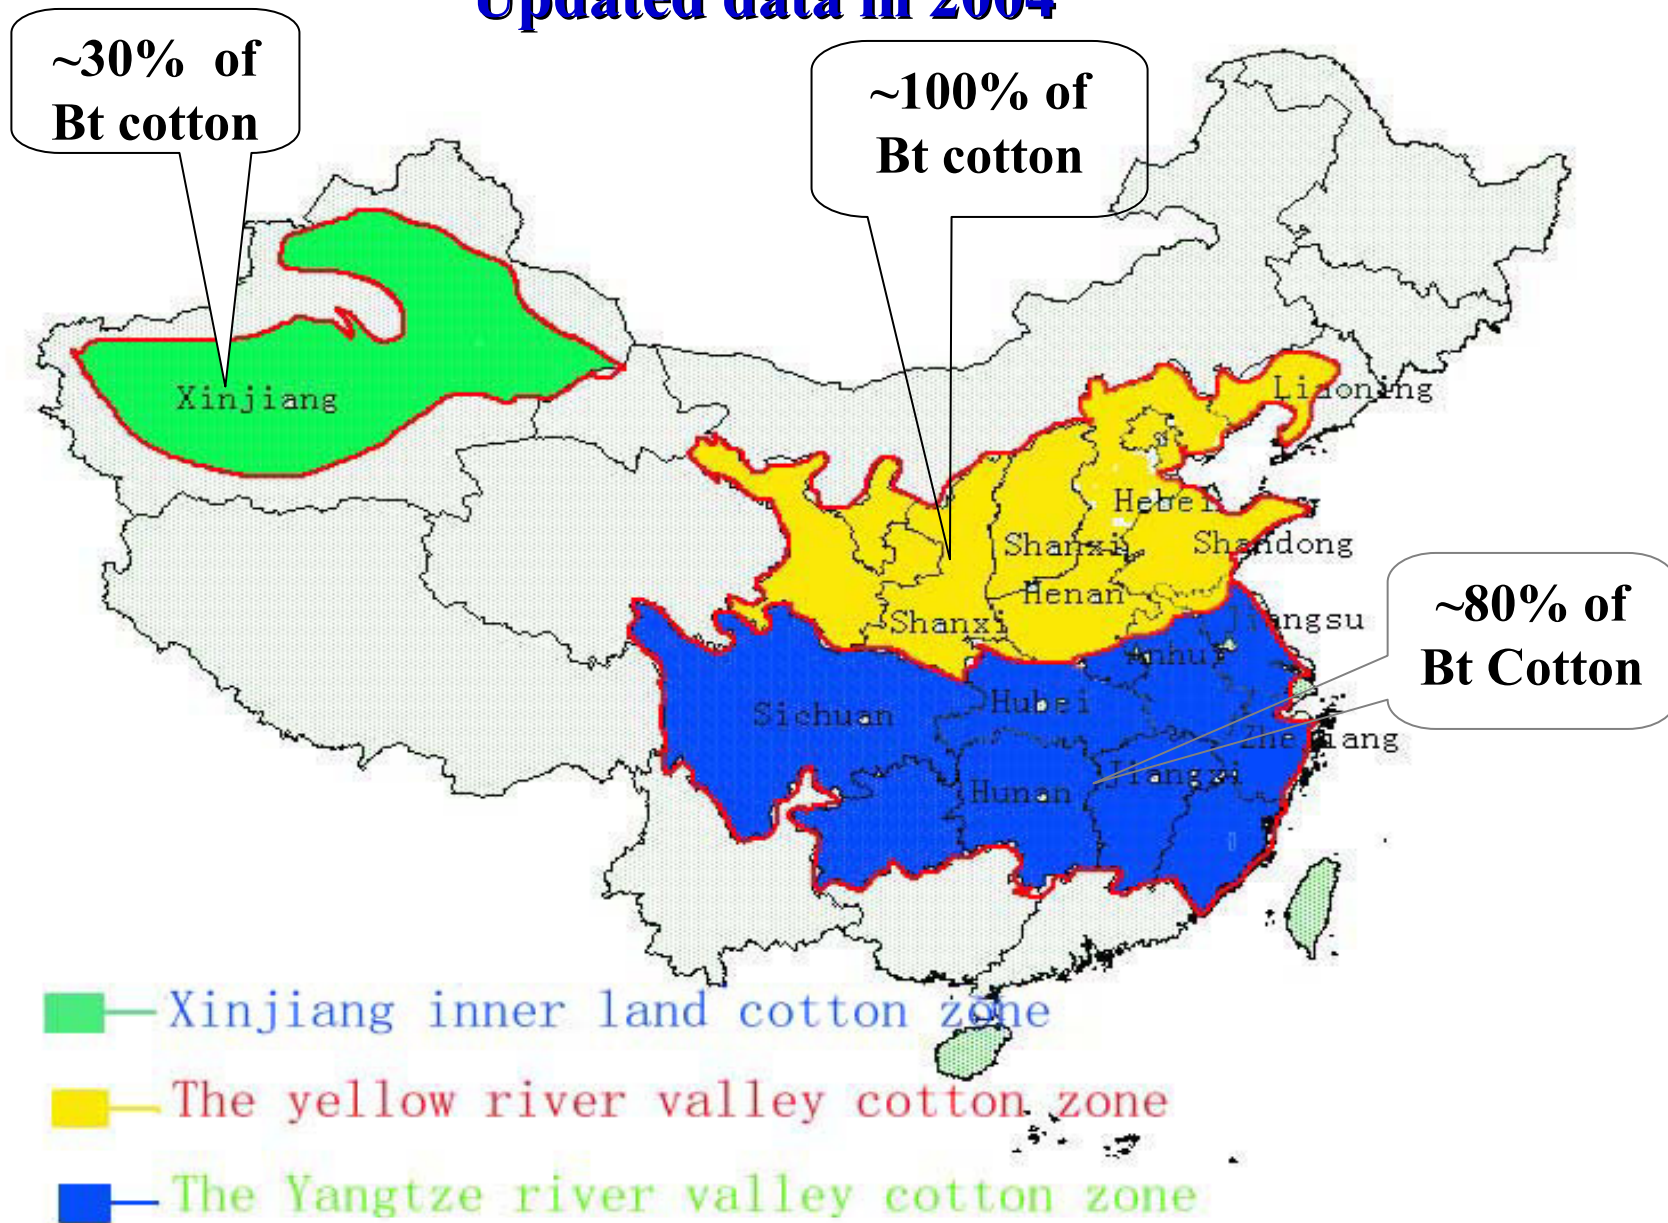 Updated data in 2004
~30% of
Bt cotton
~100% of
Bt cotton
Xinjiang
Liaoning
Hebei
Shanxi
Shandong
Henan
Shanxi
Jiangsu
Anhui
~80% of
Bt Cotton
Sichuan
Hubei
Zhejiang
Jiangxi
Hunan
Xinjiang inner land cotton zone
The yellow river valley cotton zone
The Yangtze river valley cotton zone